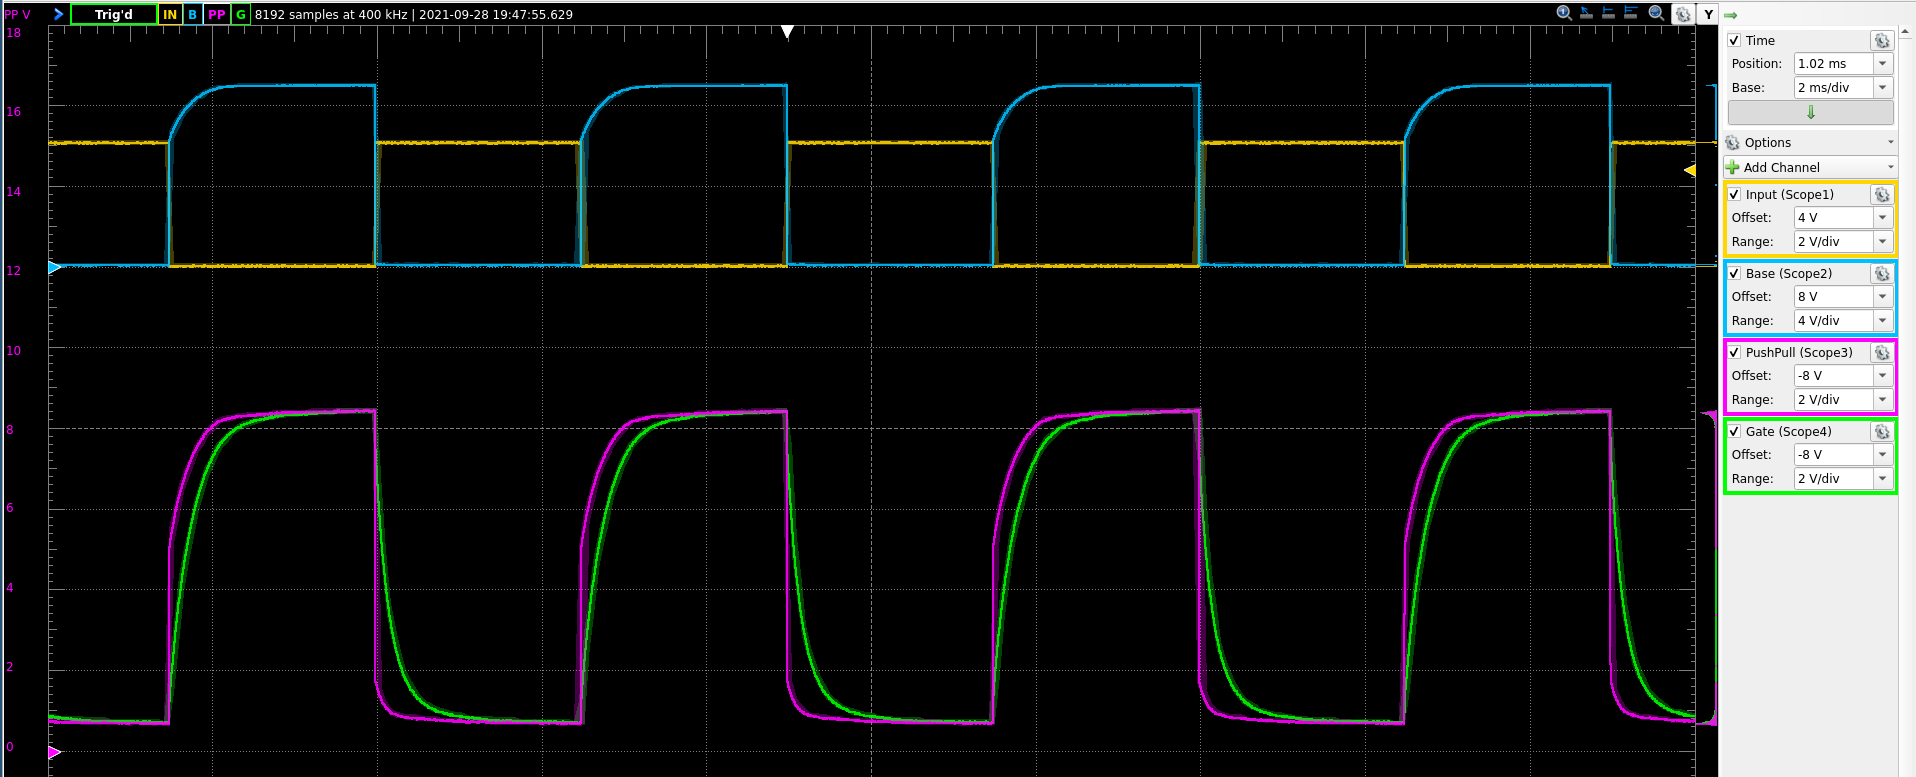 PP V
Trig'd IN B PP G 8192 samples at 400 kHz | 2021-09-28 19:47:55.629 Y
18
16
14
12
10
8
6
4
2
0
Time
Position: 1.02 ms
Base: 2 ms/div
Options
Add Channel
Input (Scope1)
Offset: 4 V
Range: 2 V/div
Base (Scope2)
Offset: 8 V
Range: 4 V/div
PushPull (Scope3)
Offset: -8 V
Range: 2 V/div
Gate (Scope4)
Offset: -8 V
Range: 2 V/div